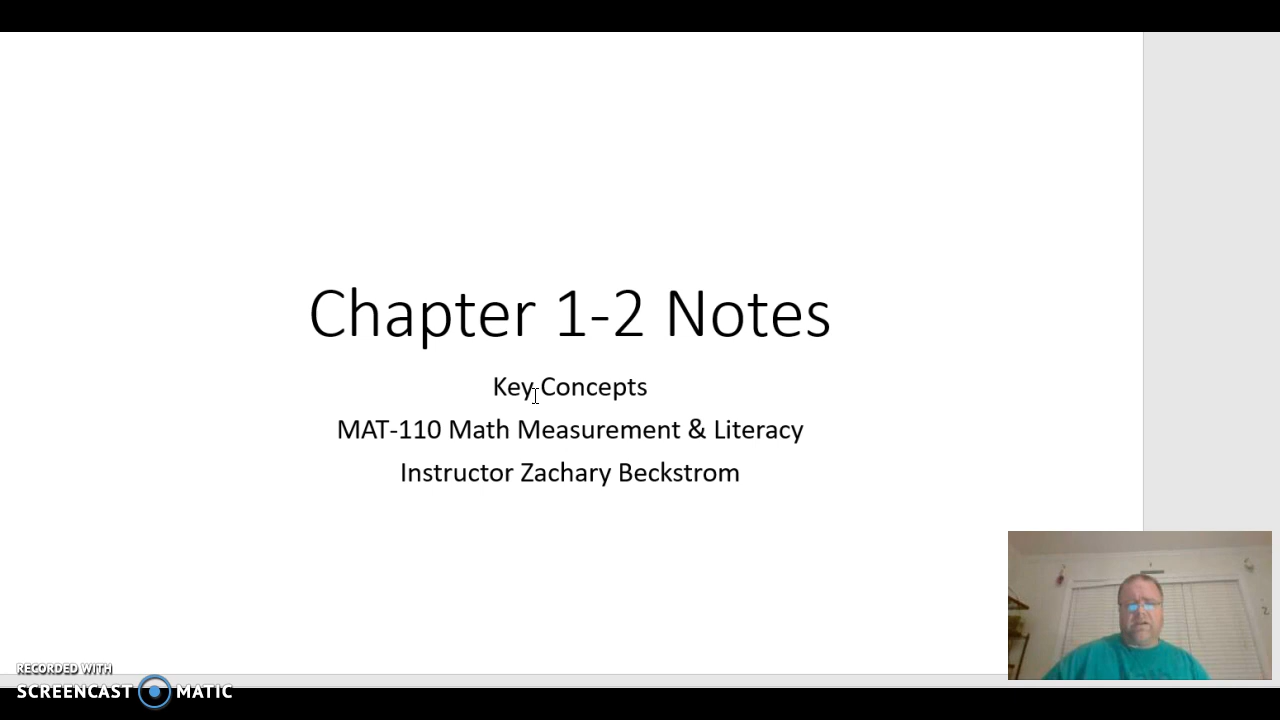 Chapter 1-2 Notes
Key Concepts
MAT-110 Math Measurement & Literacy
Instructor Zachary Beckstrom
RECORDED WITH
SCREENCAST MATIC